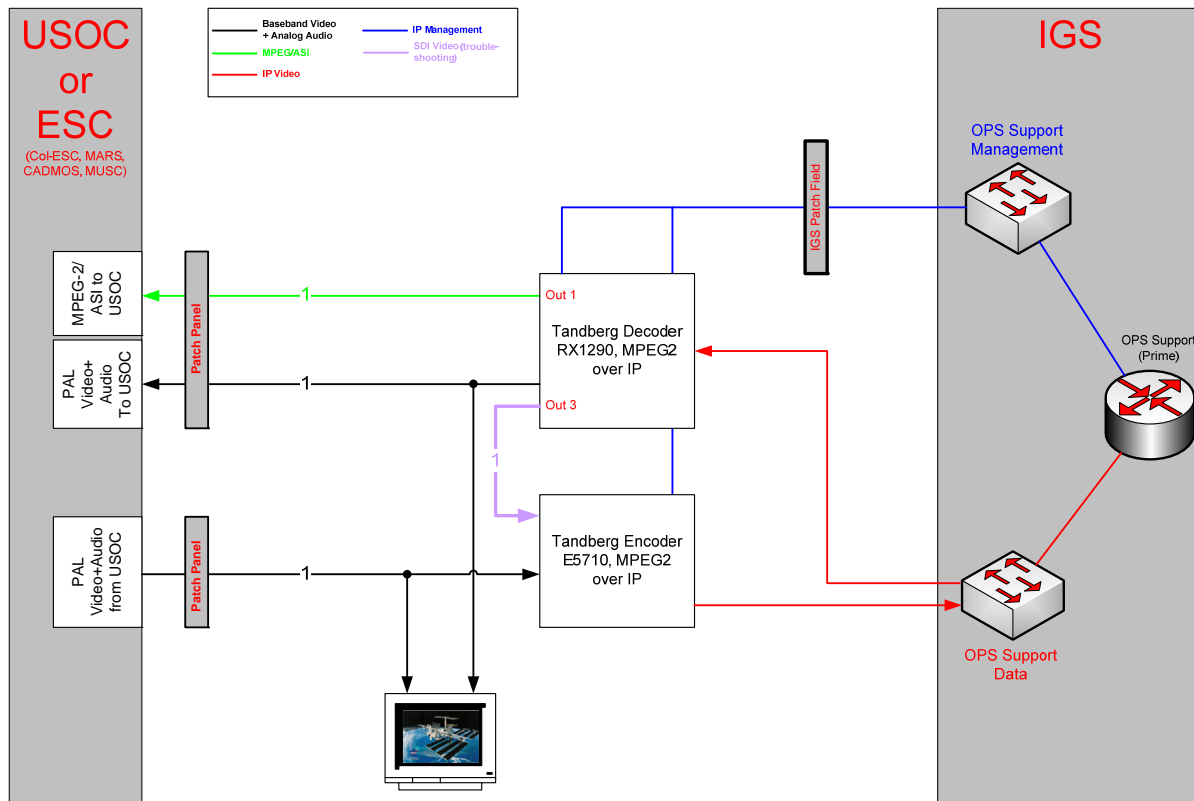 USOC
or
ESC
(Col-ESC, MARS,
CADMOS, MUSC)
Baseband Video
+ Analog Audio
MPEG/ASI
IP Video
IP Management
SDI Video(trouble-
shooting)
IGS
OPS Support
Management
IGS Patch Field
OPS Support
(Prime)
OPS Support
Data
MPEG-2/
ASI to
USOC
PAL
Video+
Audio
To USOC
Patch Panel
1
1
Out 1
Tandberg Decoder
RX1290, MPEG2
over IP
Out 3
1
PAL
Video+Audio
from USOC
Patch Panel
1
Tandberg Encoder
E5710, MPEG2
over IP